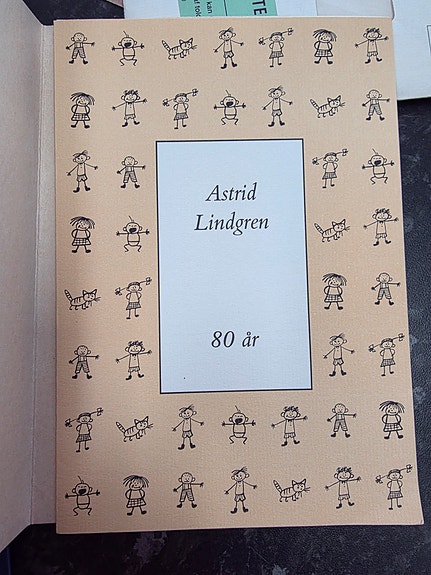 Astrid
Lindgren
80 år